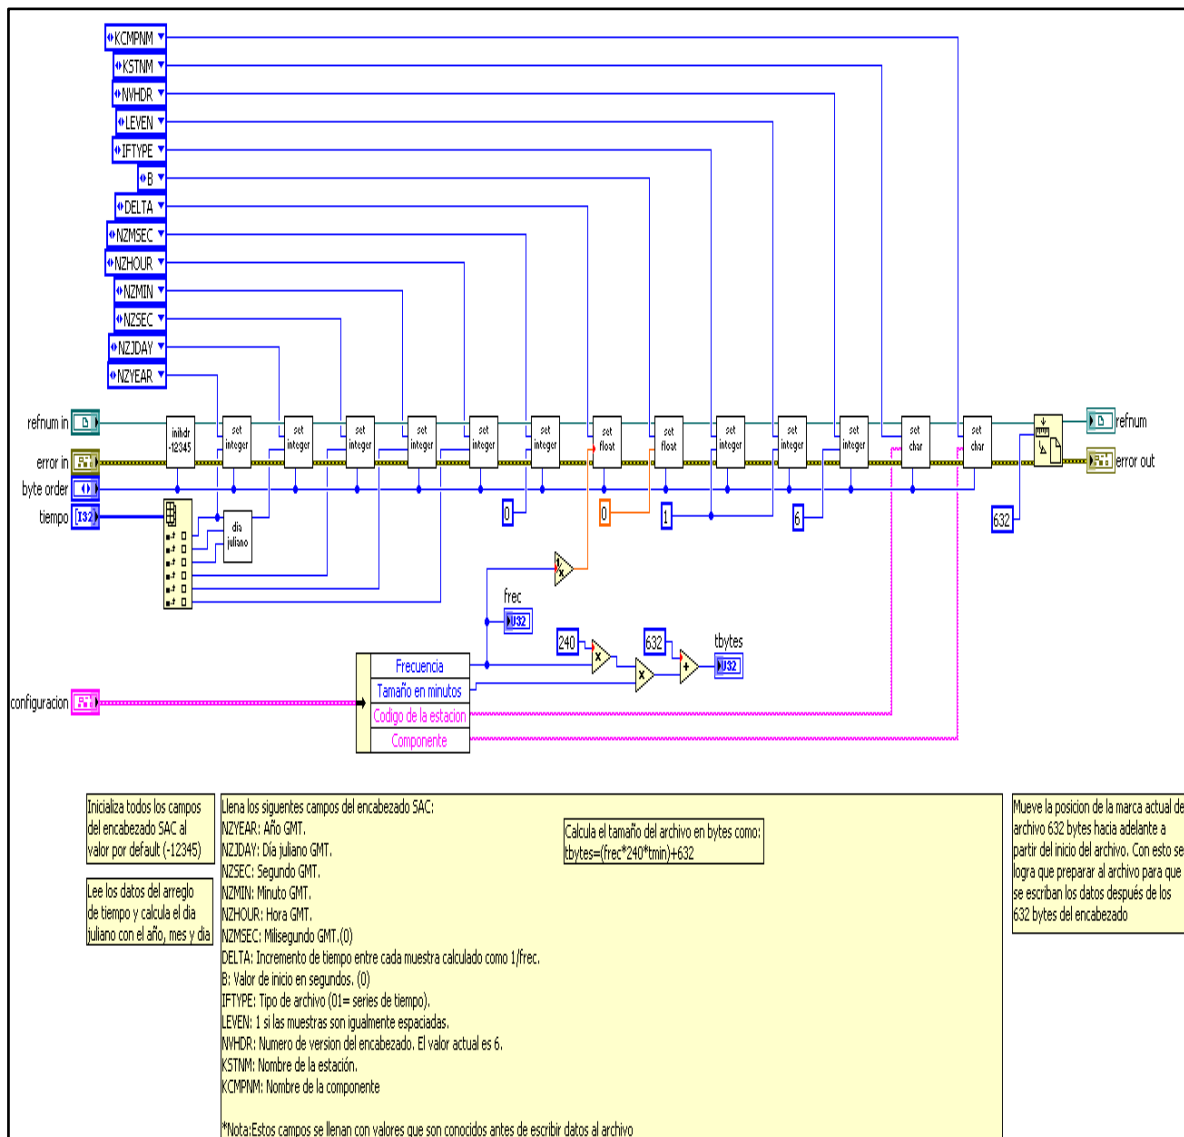 KCMPNM
KSTNM
NVHDR
LEVEN
IFTYPE
B
DELTA
NZMSEC
NZHOUR
NZMIN
NZSEC
NZJDAY
NZYEAR
refnum in
error in
byte order
tiempo
inihdr
-12345
set
integer
set
integer
set
integer
set
integer
set
integer
set
integer
set
float
set
float
set
integer
set
integer
set
integer
set
char
set
char
refnum
error out
I32
dia
juliano
0
0
1
6
632
1
x
frec
U32
240
x
x
632
+
tbytes
U32
configuracion
Frecuencia
Tamaño en minutos
Codigo de la estacion
Componente
Inicializa todos los campos
del encabezado SAC al
valor por default (-12345)
Lee los datos del arreglo
de tiempo y calcula el dia
juliano con el año, mes y dia
Llena los siguentes campos del encabezado SAC:
NZYEAR: Año GMT.
NZJDAY: Día juliano GMT.
NZSEC: Segundo GMT.
NZMIN: Minuto GMT.
NZHOUR: Hora GMT.
NZMSEC: Milisegundo GMT.(0)
DELTA: Incremento de tiempo entre cada muestra calculado como 1/frec.
B: Valor de inicio en segundos. (0)
IFTYPE: Tipo de archivo (01= series de tiempo).
LEVEN: 1 si las muestras son igualmente espaciadas.
NVHDR: Numero de version del encabezado. El valor actual es 6.
KSTNM: Nombre de la estación.
KCMPNM: Nombre de la componente
*Nota:Estos campos se llenan con valores que son conocidos antes de escribir datos al archivo
Calcula el tamaño del archivo en bytes como:
tbytes=(frec*240*tmin)+632
Mueve la posicion de la marca actual de
archivo 632 bytes hacia adelante a
partir del inicio del archivo. Con esto se
logra que preparar al archivo para que
se escriban los datos después de los
632 bytes del encabezado